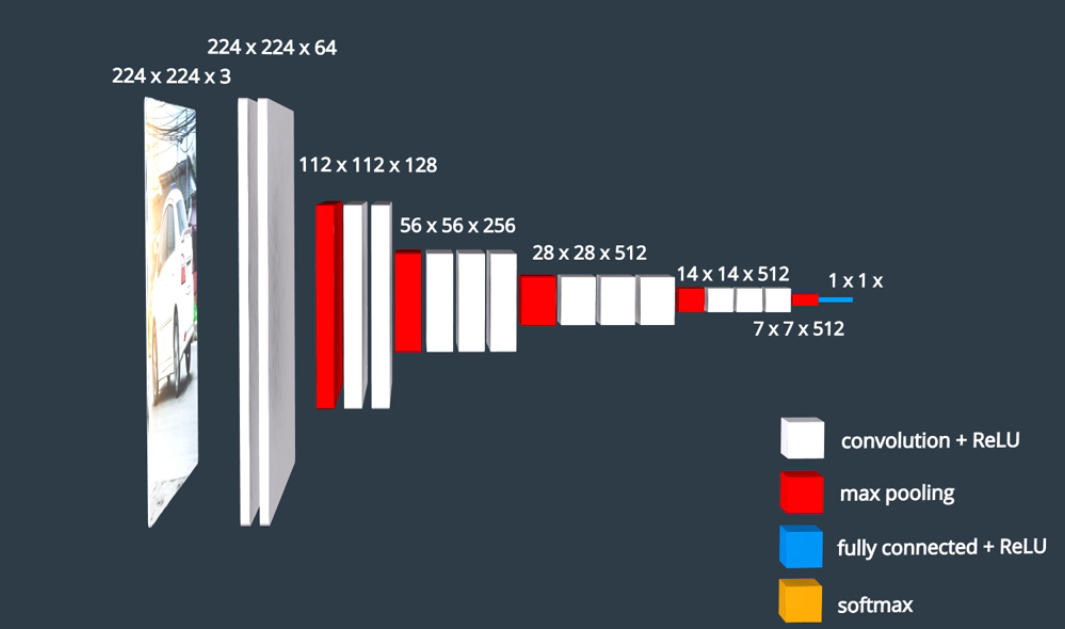 224 x 224 x 64
224 x 224 x 3
112 x 112 x 128
56 x 56 x 256
28 x 28 x 512
14 x 14 x 512
1 x 1 x
7 x 7 x 512
convolution + ReLU
max pooling
fully connected + ReLU
softmax